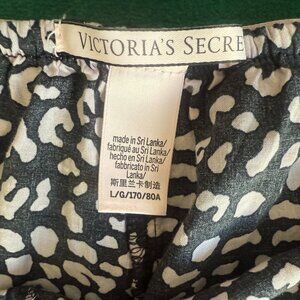 VICTORIA'S SECRE
made in Sri Lanka/
fabriqué au Sri Lanka/
hecho en Sri Lanka/
fabricato in Sri
Lanka/
斯里兰卡制造
L/G/170/80A